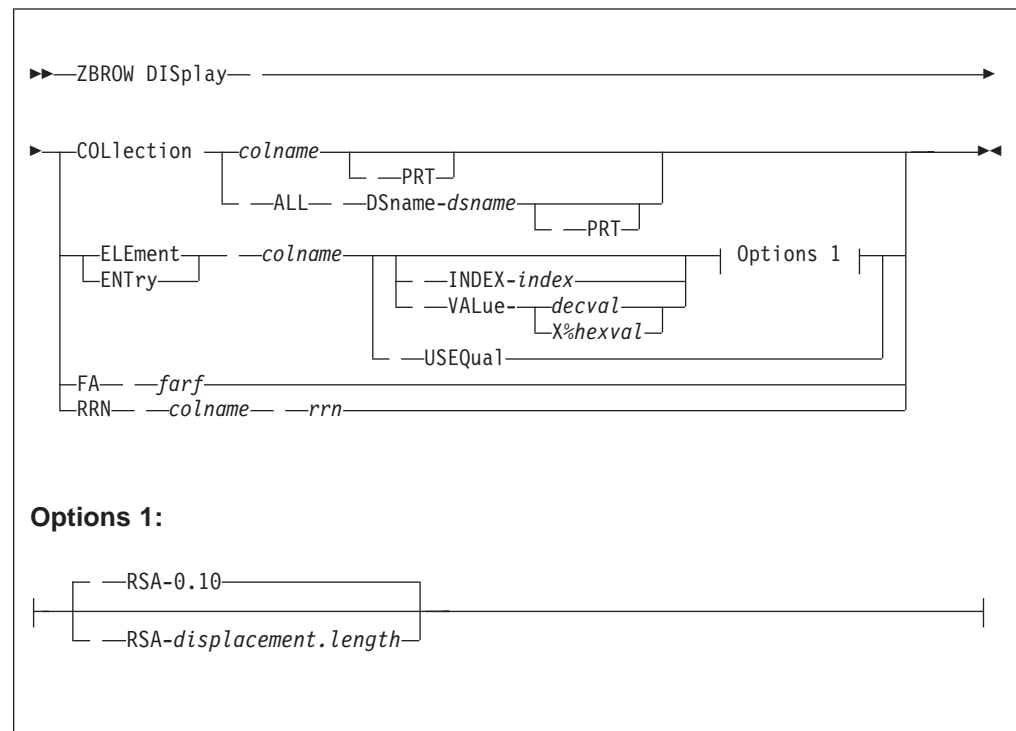 ZBROW DISplay
COLlection colname
PRT
ALL DSname-dsname
PRT
ELEment colname Options 1
ENTry INDEX-index
VALue- decval
X%hexval
USEQual
FA farf
RRN colname rrn
Options 1:
RSA-0.10
RSA-displacement.length